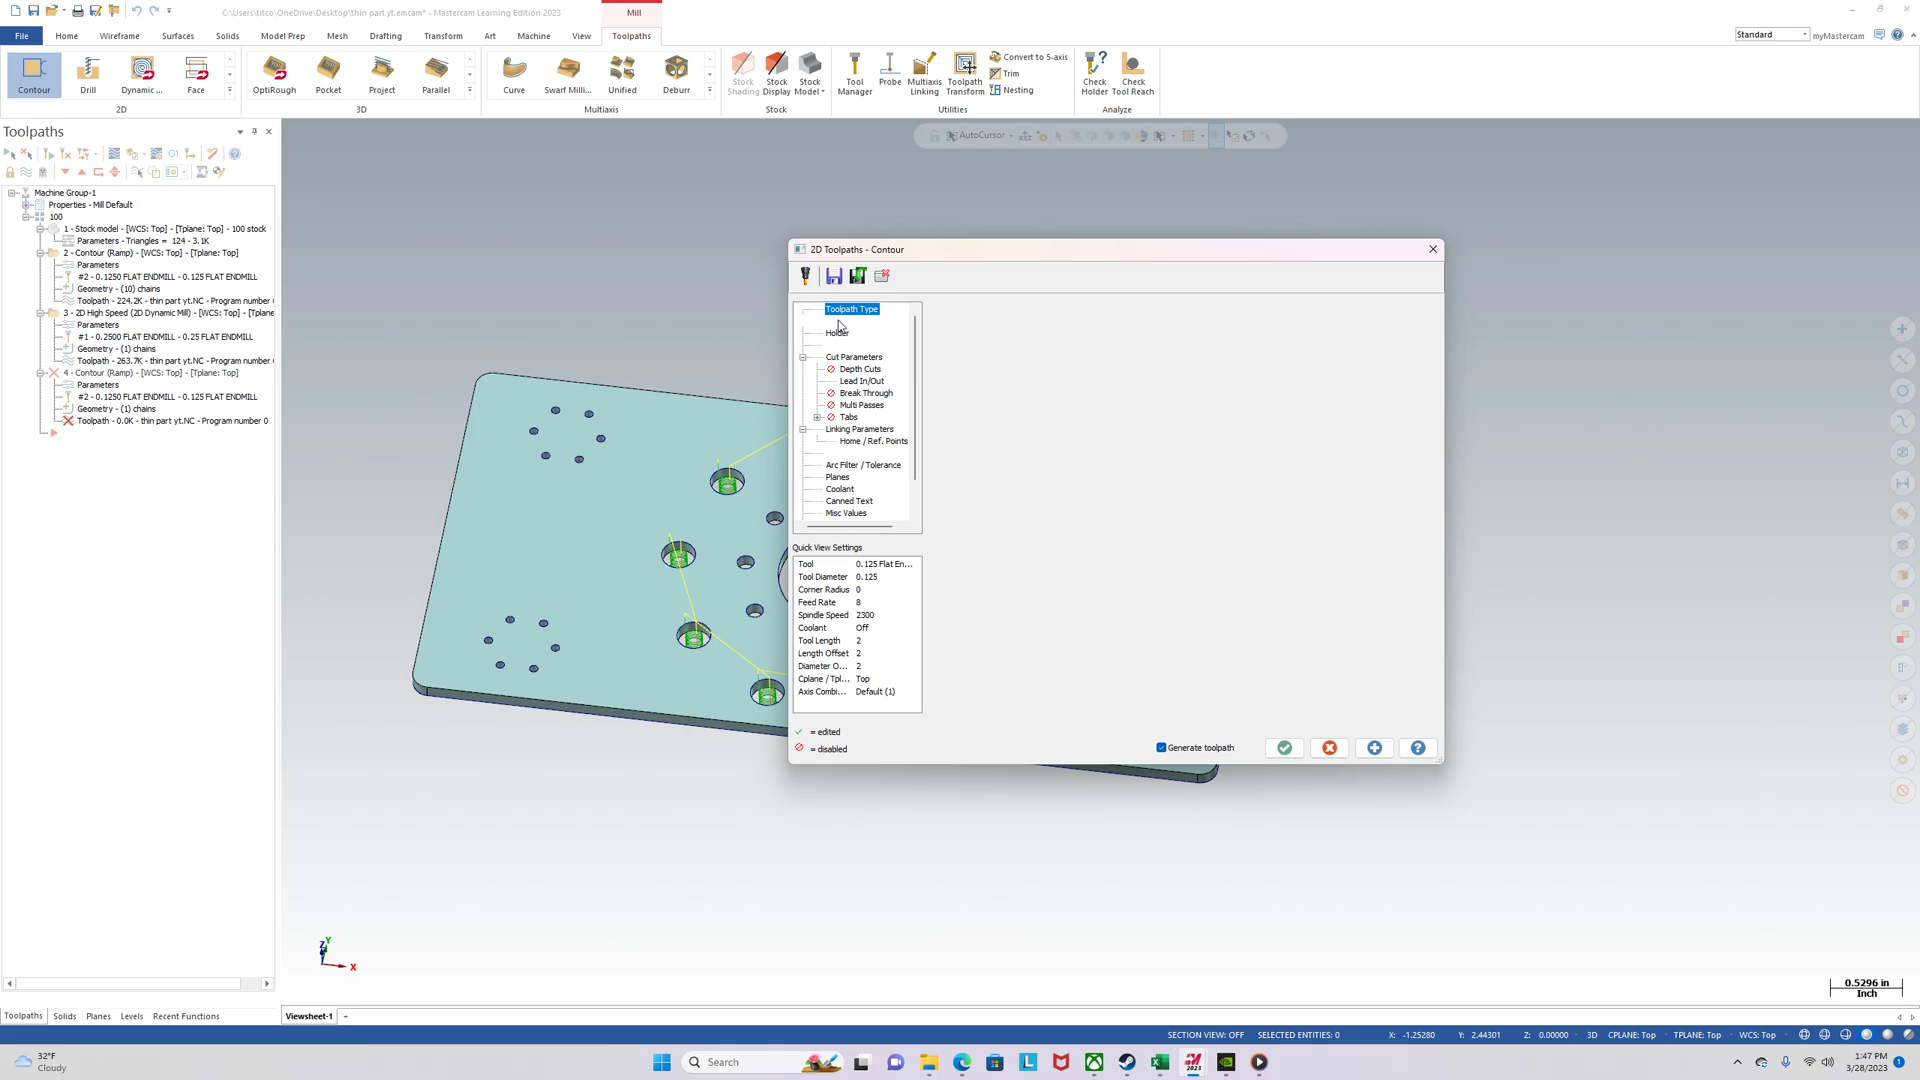 C:\Users\titco\OneDrive\Desktop\thin part yt.emcam* - Mastercam Learning Edition 2023
Mill
File
Home
Wireframe
Surfaces
Solids
Model Prep
Mesh
Drafting
Transform
Art
Machine
View
Toolpaths
Standard
myMastercam
Contour
Drill
Dynamic ...
Face
OptiRough
Pocket
Project
Parallel
Curve
Swarf Milli...
Unified
Deburr
Stock Shading
Stock Display
Stock Model
Tool Manager
Probe
Multiaxis Linking
Toolpath Transform
Convert to 5-axis
Trim
Nesting
Check Holder
Check Tool Reach
2D
3D
Multiaxis
Stock
Utilities
Analyze
Toolpaths
AutoCursor
G1
Machine Group-1
Properties - Mill Default
100
1 - Stock model - [WCS: Top] - [Tplane: Top] - 100 stock
Parameters - Triangles = 124 - 3.1K
2 - Contour (Ramp) - [WCS: Top] - [Tplane: Top]
Parameters
#2 - 0.1250 FLAT ENDMILL - 0.125 FLAT ENDMILL
Geometry - (10) chains
Toolpath - 224.2K - thin part yt.NC - Program number
3 - 2D High Speed (2D Dynamic Mill) - [WCS: Top] - [Tplane
Parameters
#1 - 0.2500 FLAT ENDMILL - 0.25 FLAT ENDMILL
Geometry - (1) chains
Toolpath - 263.7K - thin part yt.NC - Program number
4 - Contour (Ramp) - [WCS: Top] - [Tplane: Top]
Parameters
#2 - 0.1250 FLAT ENDMILL - 0.125 FLAT ENDMILL
Geometry - (1) chains
Toolpath - 0.0K - thin part yt.NC - Program number 0
2D Toolpaths - Contour
Toolpath Type
Holder
Cut Parameters
Depth Cuts
Lead In/Out
Break Through
Multi Passes
Tabs
Linking Parameters
Home / Ref. Points
Arc Filter / Tolerance
Planes
Coolant
Canned Text
Misc Values
Quick View Settings
Tool 0.125 Flat En...
Tool Diameter 0.125
Corner Radius 0
Feed Rate 8
Spindle Speed 2300
Coolant Off
Tool Length 2
Length Offset 2
Diameter O... 2
Cplane / Tpl... Top
Axis Combi... Default (1)
= edited
= disabled
Generate toolpath
Z Y
X
0.5296 in
Inch
Toolpaths
Solids
Planes
Levels
Recent Functions
Viewsheet-1
+
SECTION VIEW: OFF
SELECTED ENTITIES: 0
X: -1.25280
Y: 2.44301
Z: 0.00000
3D
CPLANE: Top
TPLANE: Top
WCS: Top
32°F
Cloudy
Search
2023
1:47 PM
3/28/2023
1